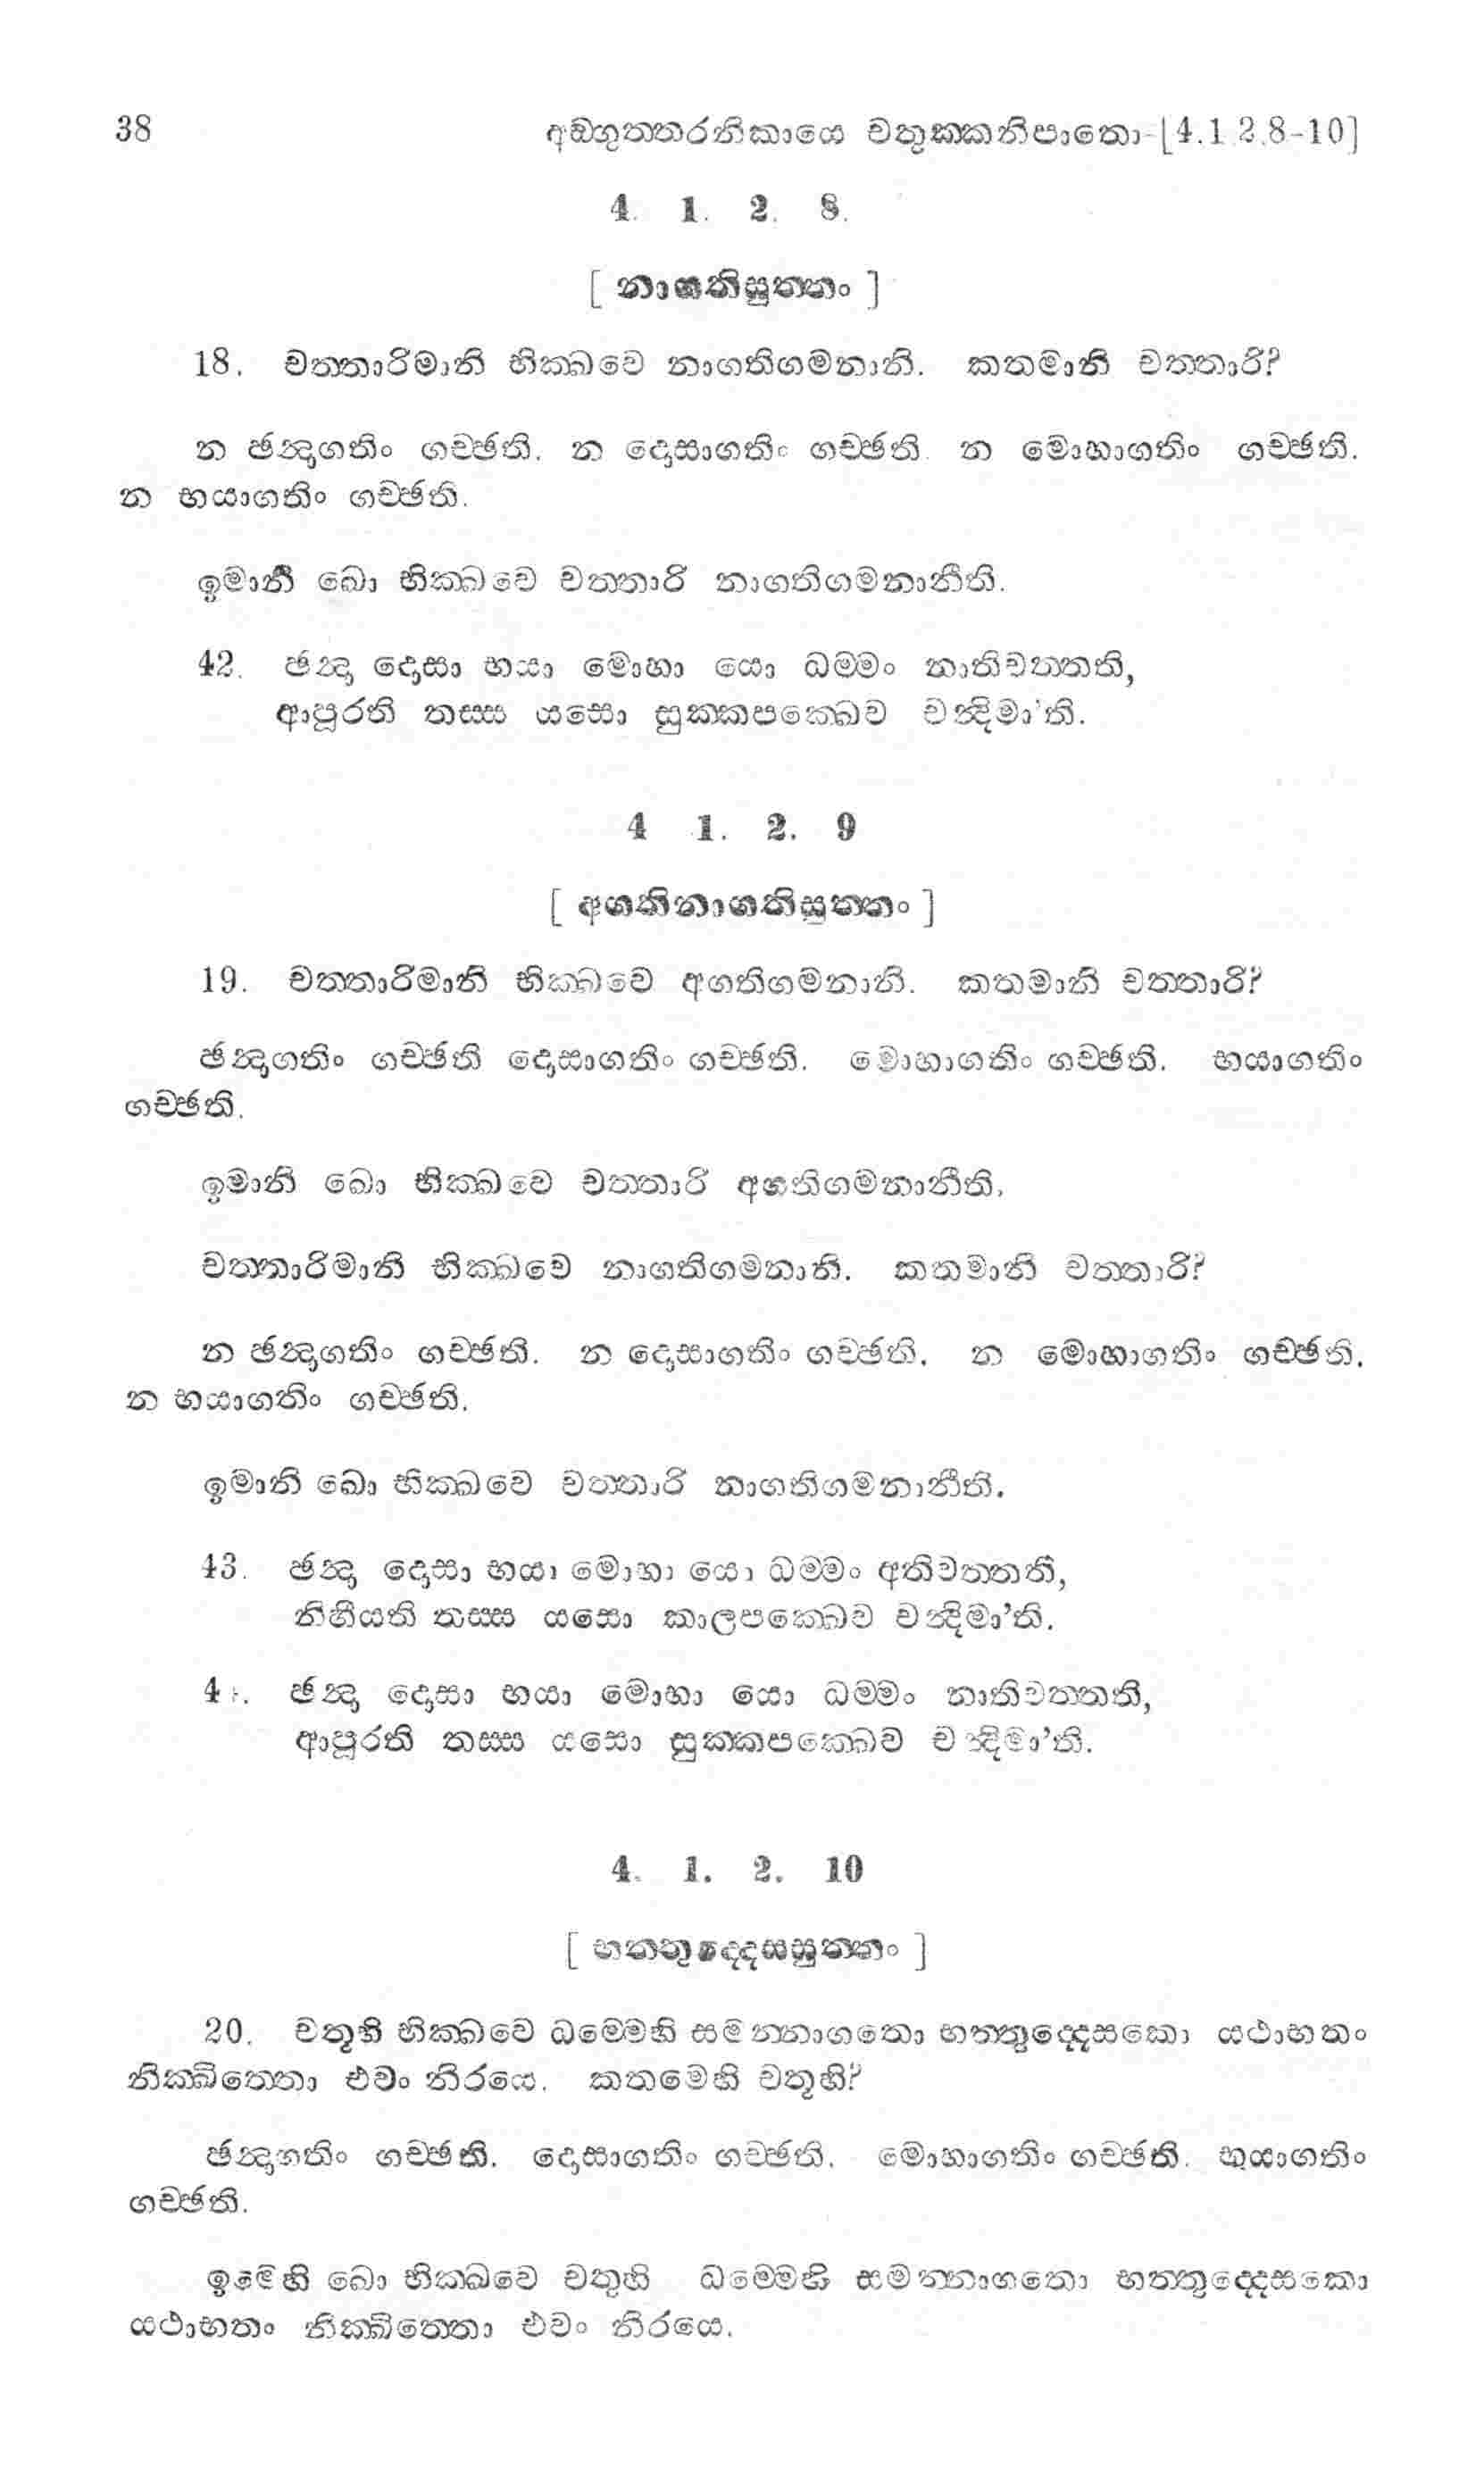 38 අඞ‍්ගුත‍්තරනිකායෙ චතුක‍්කනිපාතො-[4.1.2.8-10]
4. 1. 2. 8.
[ නාගතිසුත‍්තං ]
18. චත‍්තාරිමානි භික‍්ඛවෙ නාගතිගමනානි. කතමානි චත‍්තාරි?
න ඡන්‍දාගතිං ගච‍්ඡති. න දොසාගතිං ගච‍්ඡති. න මොහාගතිං ගච‍්ඡති.
න භයාගතිං ගච‍්ඡති.
ඉමානි ඛො භික‍්ඛවෙ චත‍්තාරි නාගතිගමනානීති.
42. ඡන්‍දා දොසා භයා මොහා යො ධම‍්මං නාතිවත‍්තති,
ආපූරති තස‍්ස යසො සුක‍්කපක‍්ඛෙව චන්‍දිමා'ති.
4 1. 2. 9
[ අගතිනාගතිසුත‍්තං ]
19. චත‍්තාරිමානි භික‍්ඛවෙ අගතිගමනානි. කතමානි චත‍්තාරි?
ඡන්‍දාගතිං ගච‍්ඡති දොසාගතිං ගච‍්ඡති. මොහාගතිං ගච‍්ඡති. භයාගතිං
ගච‍්ඡති.
ඉමානි ඛො භික‍්ඛවෙ චත‍්තාරි අගතිගමනානීති.
චත‍්තාරිමානි භික‍්ඛවෙ නාගතිගමනානි. කතමානි චත‍්තාරි?
න ඡන්‍දාගතිං ගච‍්ඡති. න දොසාගතිං ගච‍්ඡති. න මොහාගතිං ගච‍්ඡති.
න භයාගතිං ගච‍්ඡති.
ඉමානි ඛො භික‍්ඛවෙ චත‍්තාරි නාගතිගමනානීති.
43. ඡන්‍දා දොසා භයා මොහා යො ධම‍්මං අතිවත‍්තති,
නිහීයති තස‍්ස යසො කාලපක‍්ඛෙව චන්‍දිමා'ති.
44. ඡන්‍දා දොසා භයා මොහා යො ධම‍්මං නාතිවත‍්තති,
ආපූරති තස‍්ස යසො සුක‍්කපක‍්ඛෙව චන්‍දිමා'ති.
4. 1. 2. 10
[ භත‍්තුද‍්දෙසසුත‍්තං ]
20. චතූහි භික‍්ඛවෙ ධම‍්මෙහි සමන‍්නාගතො භත‍්තුද‍්දෙසකො යථාභතං
නික‍්ඛිත‍්තො එවං නිරයෙ. කතමෙහි චතූහි?
ඡන්‍දාගතිං ගච‍්ඡති. දොසාගතිං ගච‍්ඡති. මොහාගතිං ගච‍්ඡති. භයාගතිං
ගච‍්ඡති.
ඉමෙහි ඛො භික‍්ඛවෙ චතුහි ධම‍්මෙහි සමන‍්නාගතො භත‍්තුද‍්දෙසකො
යථාභතං නික‍්ඛිත‍්තො එවං නිරයෙ.